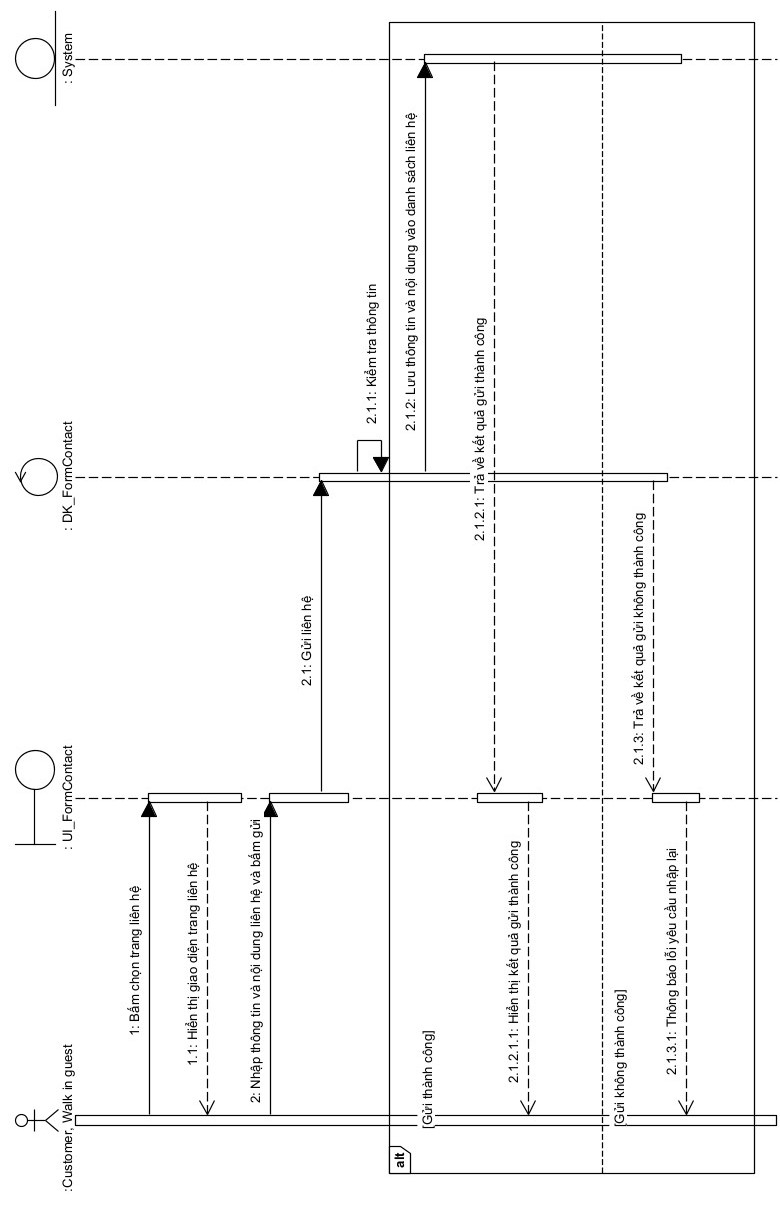 :Customer, Walk in guest
: UI_FormContact
: DK_FormContact
: System
1: Bấm chọn trang liên hệ
1.1: Hiển thị giao diện trang liên hệ
2: Nhập thông tin và nội dung liên hệ và bấm gửi
2.1: Gửi liên hệ
2.1.1: Kiểm tra thông tin
alt
[Gửi thành công]
2.1.2: Lưu thông tin và nội dung vào danh sách liên hệ
2.1.2.1: Trả về kết quả gửi thành công
2.1.2.1.1: Hiển thị kết quả gửi thành công
[Gửi không thành công]
2.1.3: Trả về kết quả gửi không thành công
2.1.3.1: Thông báo lỗi yêu cầu nhập lại